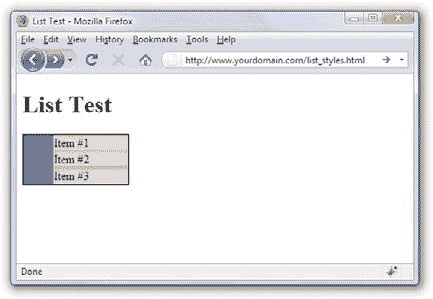 List Test - Mozilla Firefox
File Edit View History Bookmarks Tools Help
http://www.yourdomain.com/list_styles.html
List Test
Item #1
Item #2
Item #3
Done